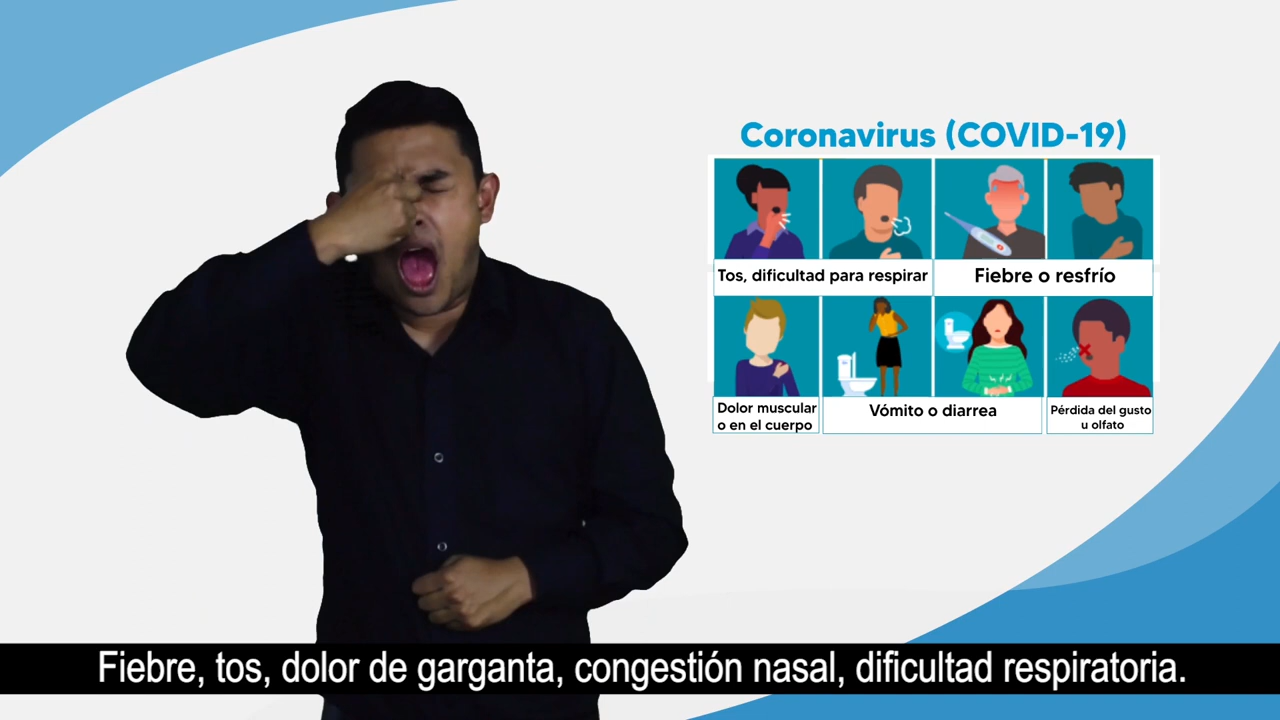 Coronavirus (COVID-19)
Tos, dificultad para respirar
Fiebre o resfrío
Dolor muscular
o en el cuerpo
Vómito o diarrea
Pérdida del gusto
u olfato
Fiebre, tos, dolor de garganta, congestión nasal, dificultad respiratoria.